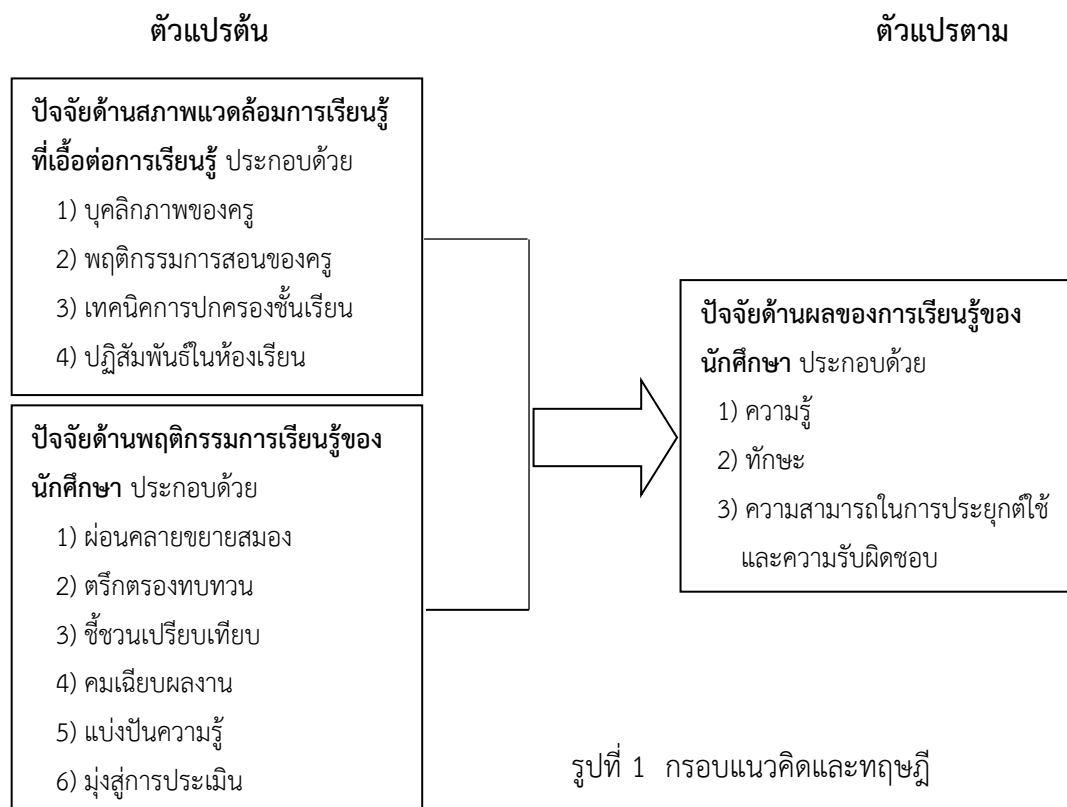 ตัวแปรต้น
ตัวแปรตาม
ปัจจัยด้านสภาพแวดล้อมการเรียนรู้
ที่เอื้อต่อการเรียนรู้ ประกอบด้วย
1) บุคลิกภาพของครู
2) พฤติกรรมการสอนของครู
3) เทคนิคการปกครองชั้นเรียน
4) ปฏิสัมพันธ์ในห้องเรียน
ปัจจัยด้านพฤติกรรมการเรียนรู้ของ
นักศึกษา ประกอบด้วย
1) ผ่อนคลายขยายสมอง
2) ตรึกตรองทบทวน
3) ชี้ชวนเปรียบเทียบ
4) คมเฉียบผลงาน
5) แบ่งปันความรู้
6) มุ่งสู่การประเมิน
ปัจจัยด้านผลของการเรียนรู้ของ
นักศึกษา ประกอบด้วย
1) ความรู้
2) ทักษะ
3) ความสามารถในการประยุกต์ใช้
และความรับผิดชอบ
รูปที่ 1 กรอบแนวคิดและทฤษฎี